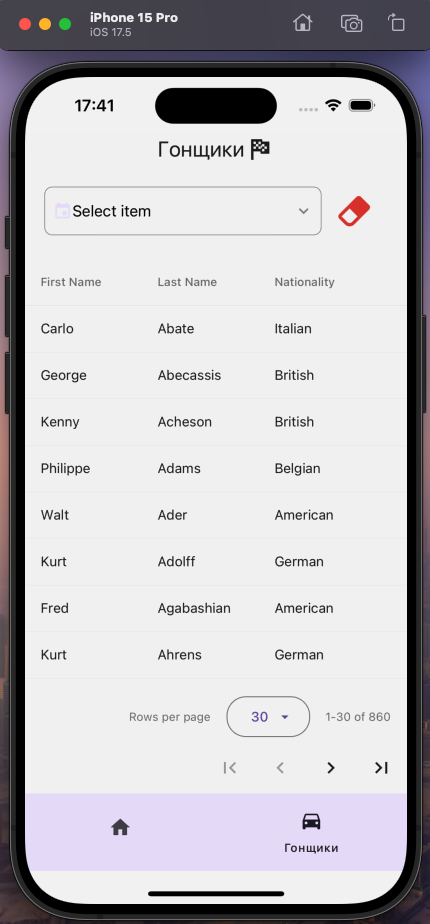 iPhone 15 Pro
iOS 17.5
17:41
Гонщики
Select item
First Name Last Name Nationality
Carlo Abate Italian
George Abecassis British
Kenny Acheson British
Philippe Adams Belgian
Walt Ader American
Kurt Adolff German
Fred Agabashian American
Kurt Ahrens German
Rows per page 30 1-30 of 860
Гонщики